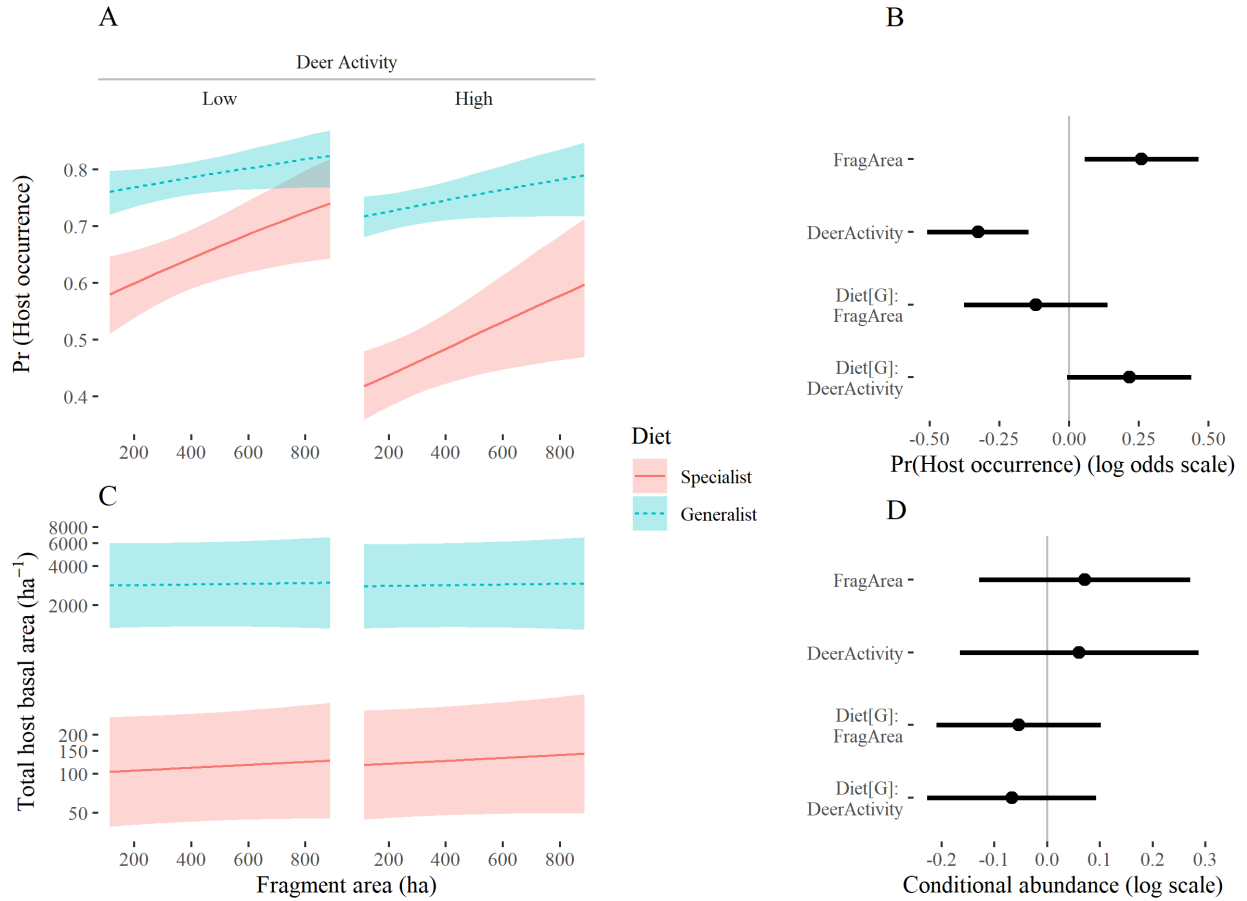 A
Deer Activity
Low
High
0.8
0.7
0.6
0.5
0.4
Pr (Host occurrence)
200
400
600
800
200
400
600
800
B
FragArea
DeerActivity
Diet[G]:
FragArea
Diet[G]:
DeerActivity
-0.50
-0.25
0.00
0.25
0.50
Pr(Host occurrence) (log odds scale)
Diet
Specialist
Generalist
C
8000
6000
4000
2000
200
150
100
50
Total host basal area (ha⁻¹)
200
400
600
800
200
400
600
800
Fragment area (ha)
D
FragArea
DeerActivity
Diet[G]:
FragArea
Diet[G]:
DeerActivity
-0.2
-0.1
0.0
0.1
0.2
0.3
Conditional abundance (log scale)